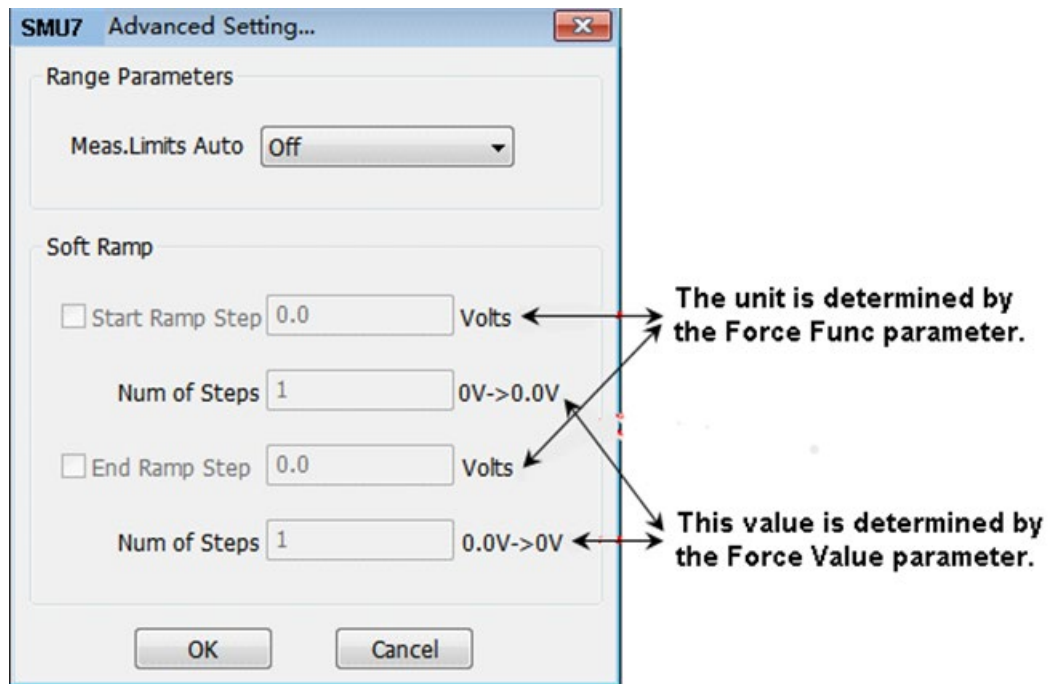 SMU7 Advanced Setting...
Range Parameters
Meas.Limits Auto Off
Soft Ramp
Start Ramp Step 0.0 Volts
Num of Steps 1 0V->0.0V
End Ramp Step 0.0 Volts
Num of Steps 1 0.0V->0V
OK Cancel
The unit is determined by
the Force Func parameter.
This value is determined by
the Force Value parameter.